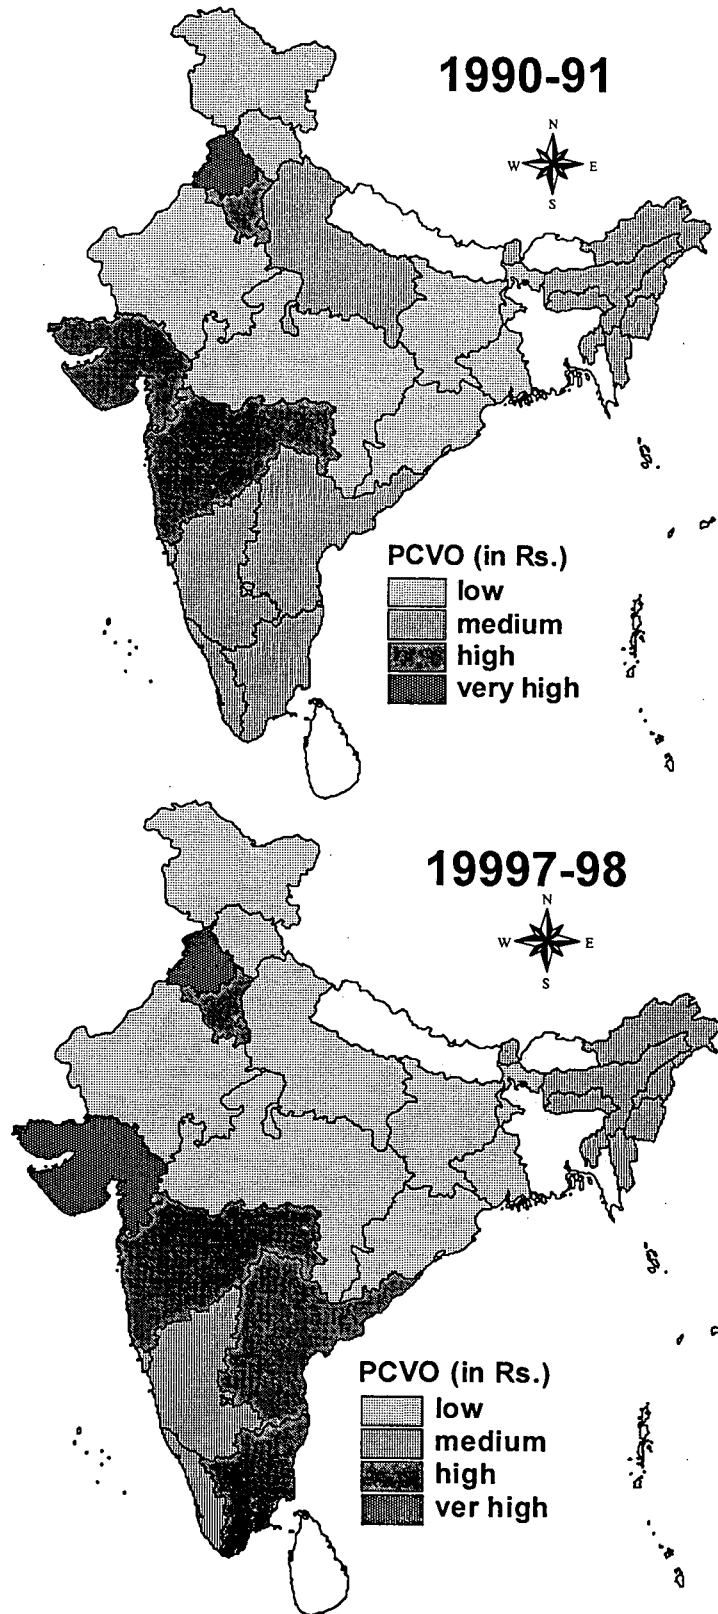 1990-91
N
W E
S
PCVO (in Rs.)
low
medium
high
very high
19997-98
N
W E
S
PCVO (in Rs.)
low
medium
high
ver high